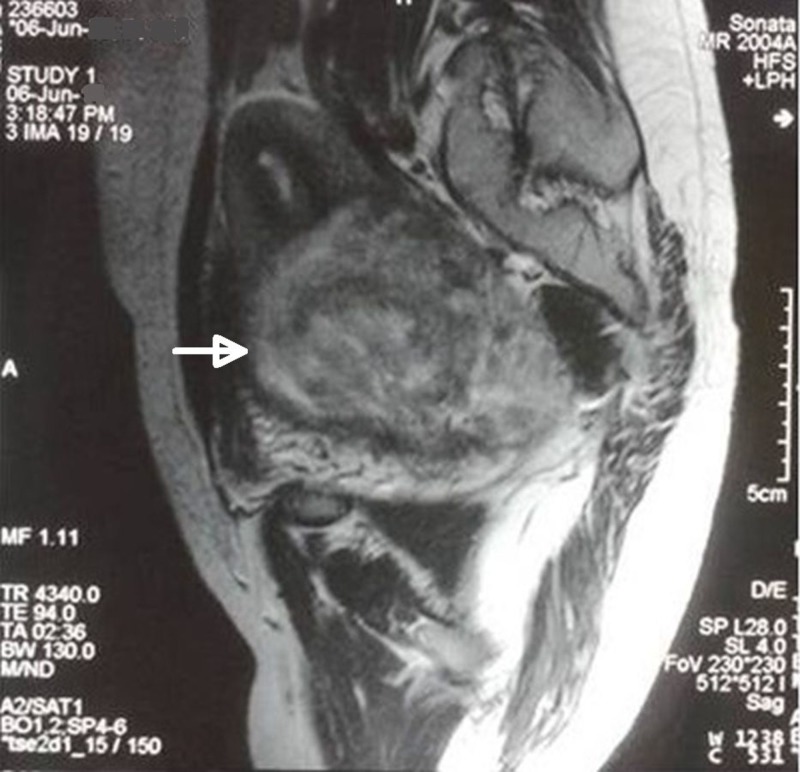 236603
*06-Jun-
STUDY 1
06-Jun-
3:18:47 PM
3 IMA 19 / 19
Sonata
MR 2004A
HFS
+LPH
H
A
5cm
MF 1.11
TR 4340.0
TE 94.0
TA 02:36
BW 130.0
M/ND
A2/SAT1
BO1,2;SP4-6
*tse2d1_15 / 150
D/E
SP L28.0
SL 4.0
FoV 230*230
512*512 I
Sag
W 1238
C 531